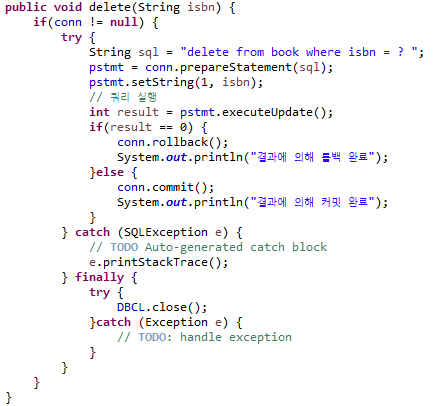 public void delete(String isbn) {
    if(conn != null) {
        try {
            String sql = "delete from book where isbn = ? ";
            pstmt = conn.prepareStatement(sql);
            pstmt.setString(1, isbn);
            // 쿼리 실행
            int result = pstmt.executeUpdate();
            if(result == 0) {
                conn.rollback();
                System.out.println("결과에 의해 롤백 완료");
            }else {
                conn.commit();
                System.out.println("결과에 의해 커밋 완료");
            }
        } catch (SQLException e) {
            // TODO Auto-generated catch block
            e.printStackTrace();
        } finally {
            try {
                DBCL.close();
            }catch (Exception e) {
                // TODO: handle exception
            }
        }
    }
}